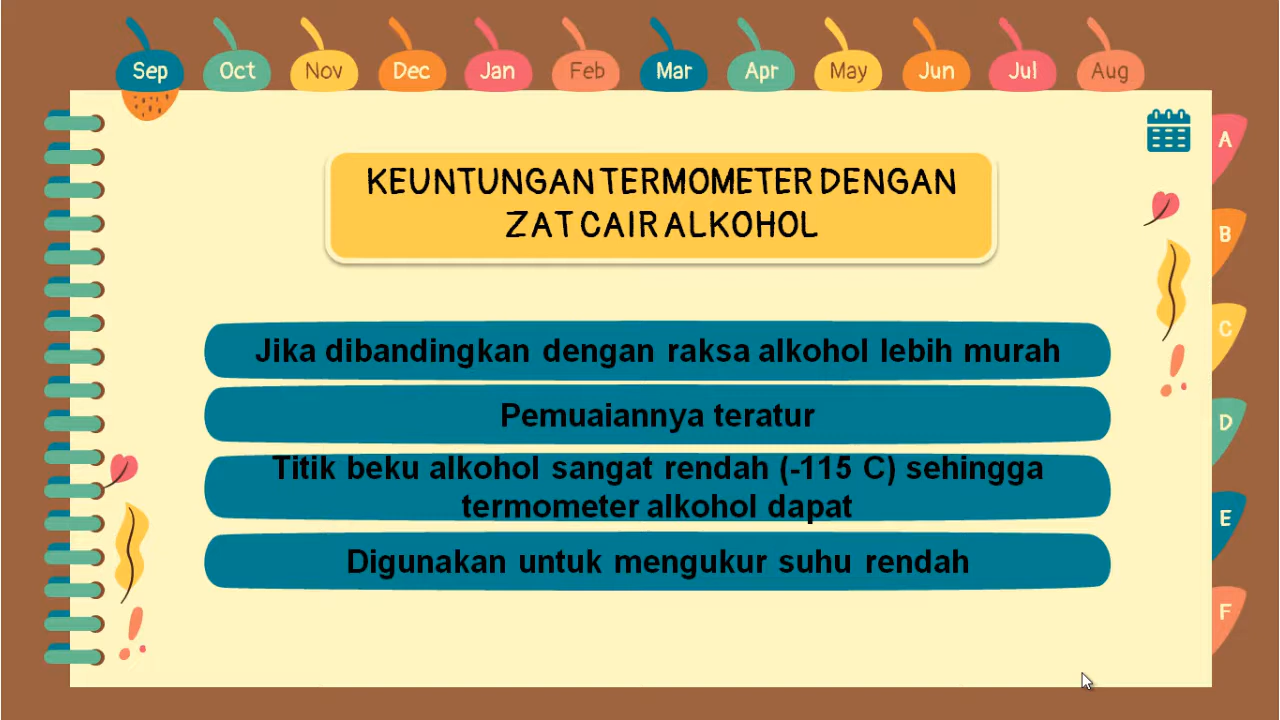 Sep Oct Nov Dec Jan Feb Mar Apr May Jun Jul Aug
KEUNTUNGAN TERMOMETER DENGAN
ZAT CAIR ALKOHOL
Jika dibandingkan dengan raksa alkohol lebih murah
Pemuaiannya teratur
Titik beku alkohol sangat rendah (-115 C) sehingga
termometer alkohol dapat
Digunakan untuk mengukur suhu rendah
A
B
C
D
E
F